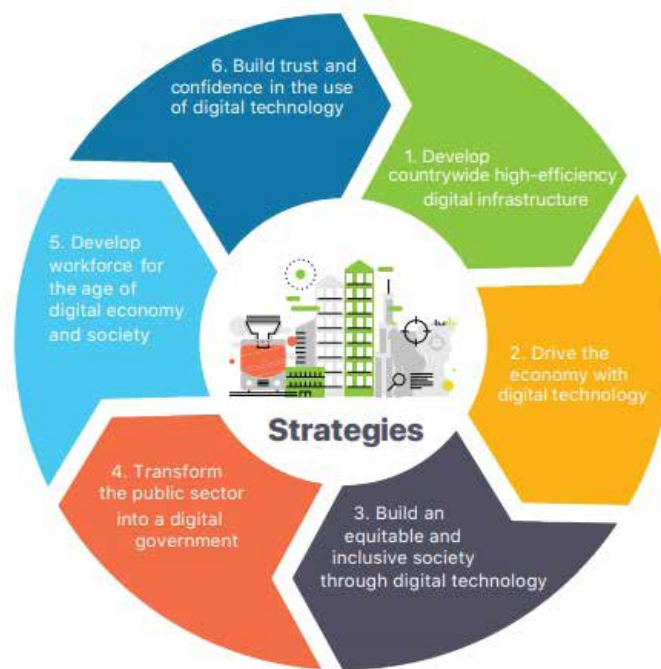 6. Build trust and
confidence in the use
of digital technology
1. Develop
countrywide high-efficiency
digital infrastructure
5. Develop
workforce for
the age of
digital economy
and society
2. Drive the
economy with
digital technology
Strategies
4. Transform
the public sector
into a digital
government
3. Build an
equitable and
inclusive society
through digital technology